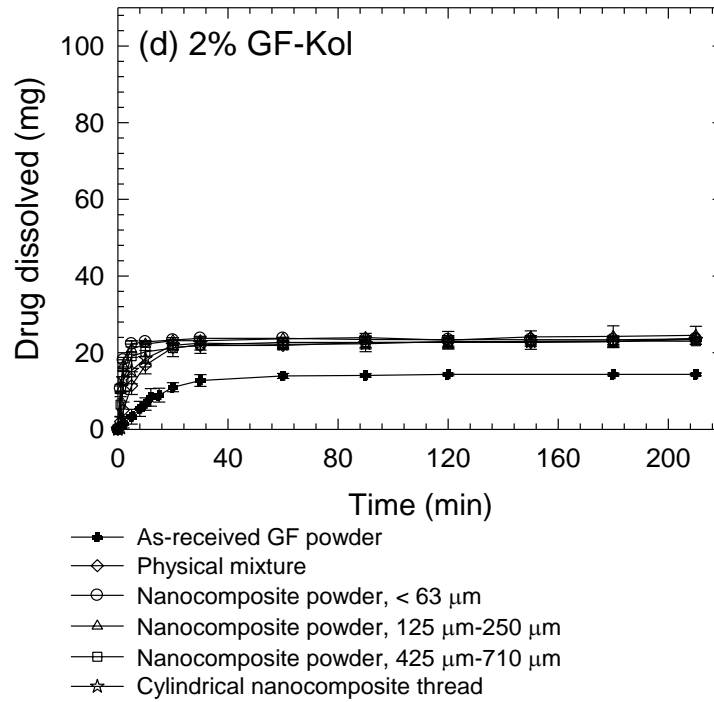 (d) 2% GF-Kol
Drug dissolved (mg)
100
80
60
40
20
0
0 40 80 120 160 200
Time (min)
As-received GF powder
Physical mixture
Nanocomposite powder, < 63 μm
Nanocomposite powder, 125 μm-250 μm
Nanocomposite powder, 425 μm-710 μm
Cylindrical nanocomposite thread